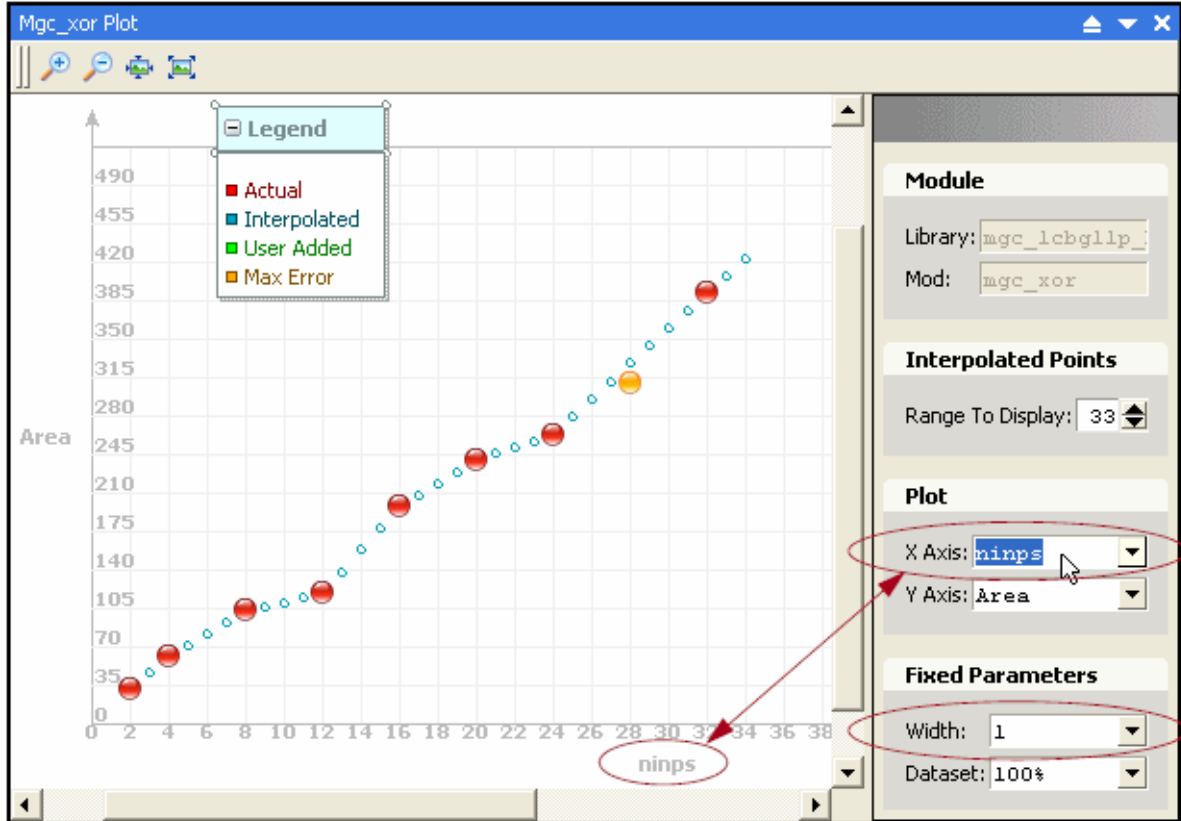 Mgc_xor Plot
Legend
Actual
Interpolated
User Added
Max Error
490
455
420
385
350
315
280
Area
245
210
175
140
105
70
35
0
0 2 4 6 8 10 12 14 16 18 20 22 24 26 28 30 32 34 36 38
ninps
Module
Library: mgc_lcbgllp_
Mod: mgc_xor
Interpolated Points
Range To Display: 33
Plot
X Axis: ninps
Y Axis: Area
Fixed Parameters
Width: 1
Dataset: 100%